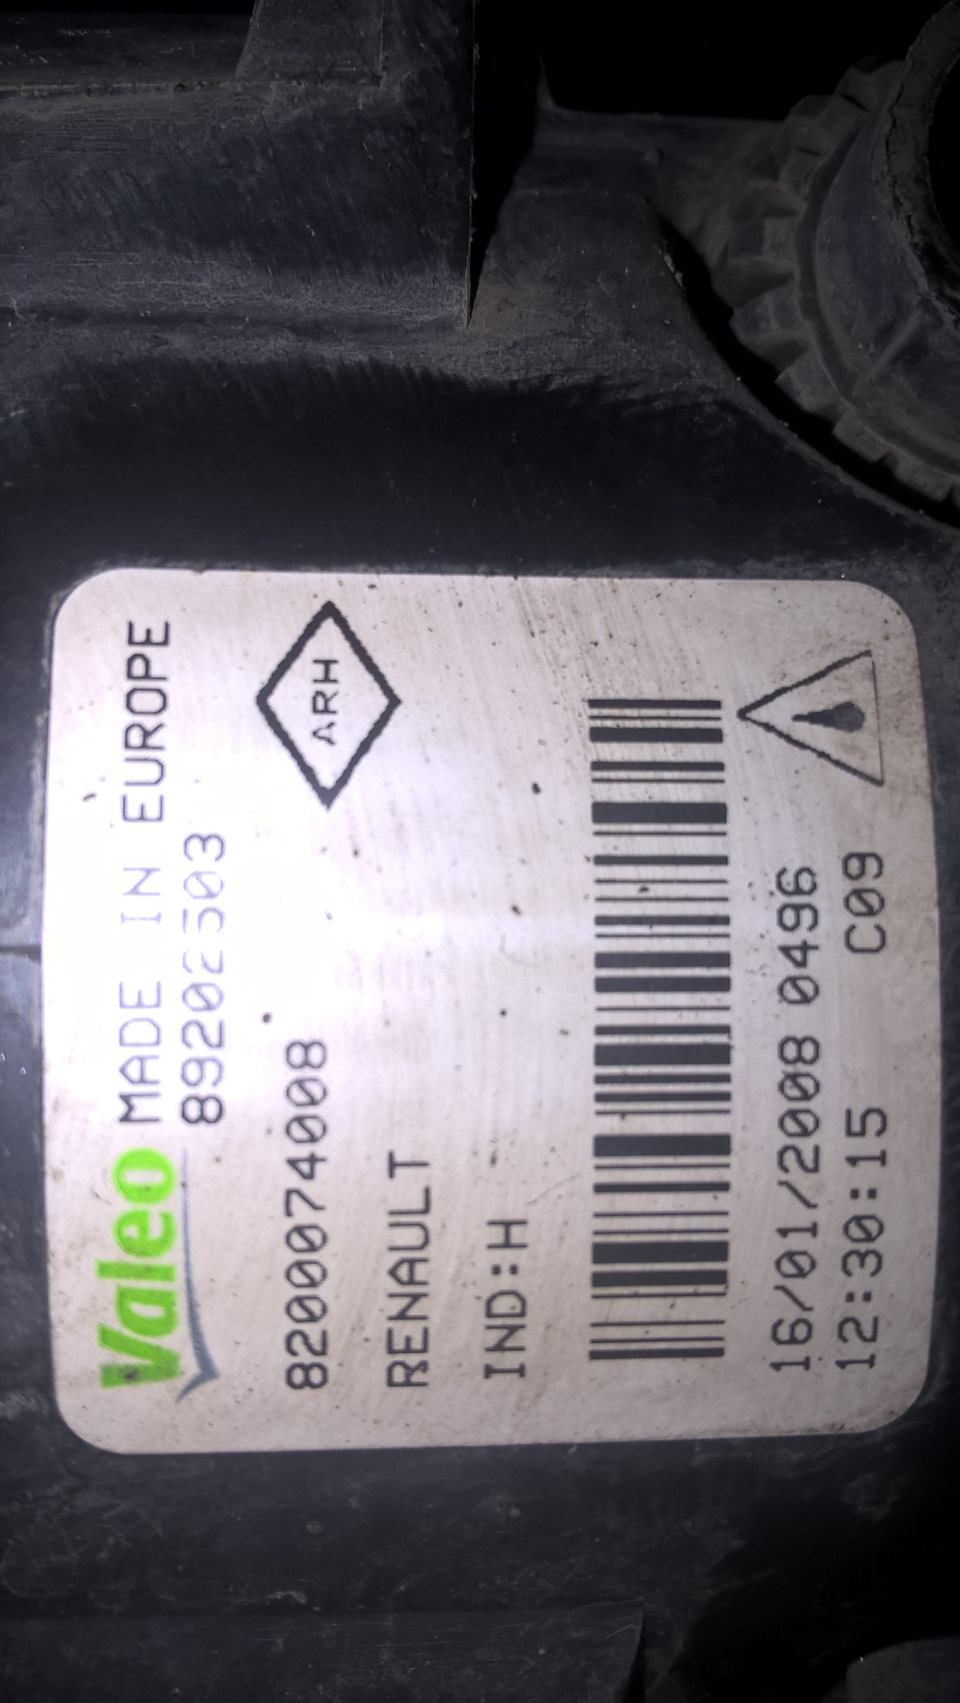 Valeo MADE IN EUROPE
89202503
8200074008
ARH
RENAULT
IND:H
16/01/2008 0496
12:30:15 C09